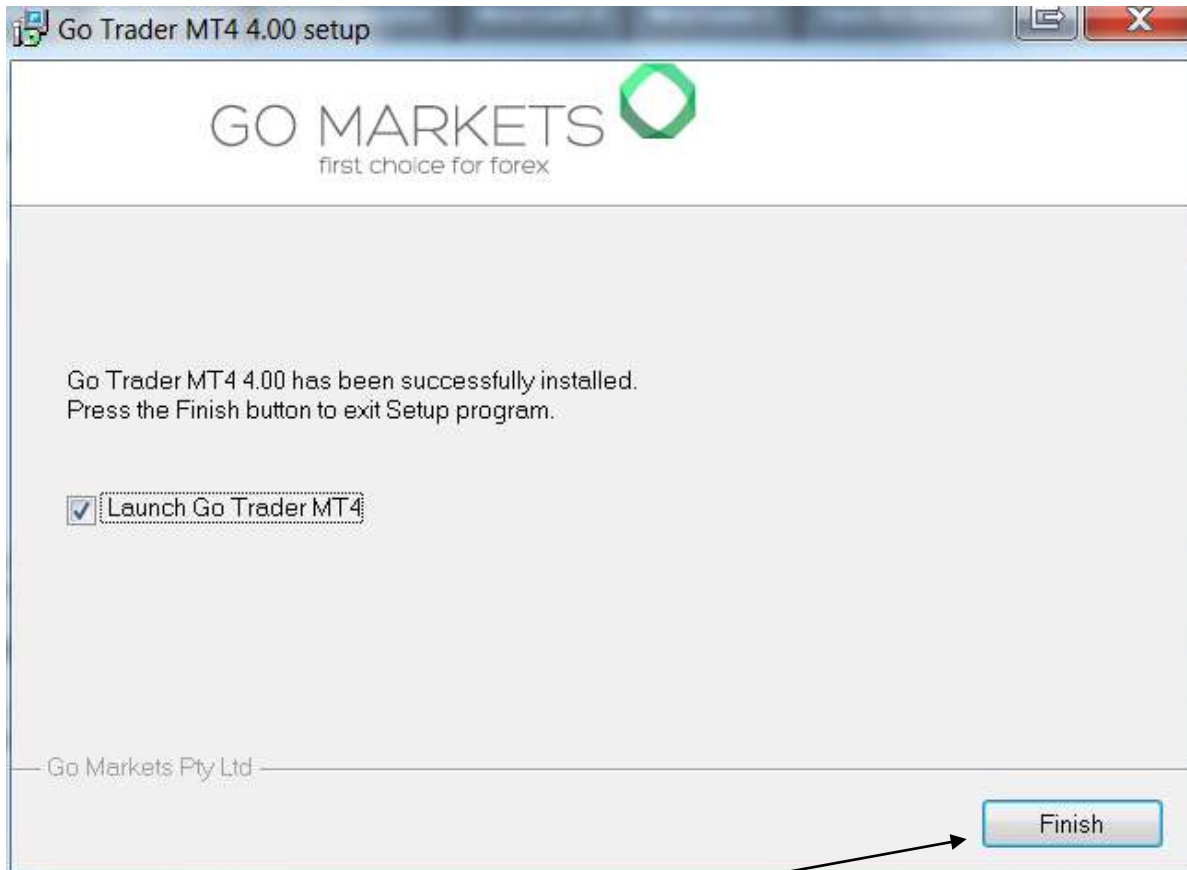 Go Trader MT4 4.00 setup
GO MARKETS
first choice for forex
Go Trader MT4 4.00 has been successfully installed.
Press the Finish button to exit Setup program.
Launch Go Trader MT4
Go Markets Pty Ltd
Finish